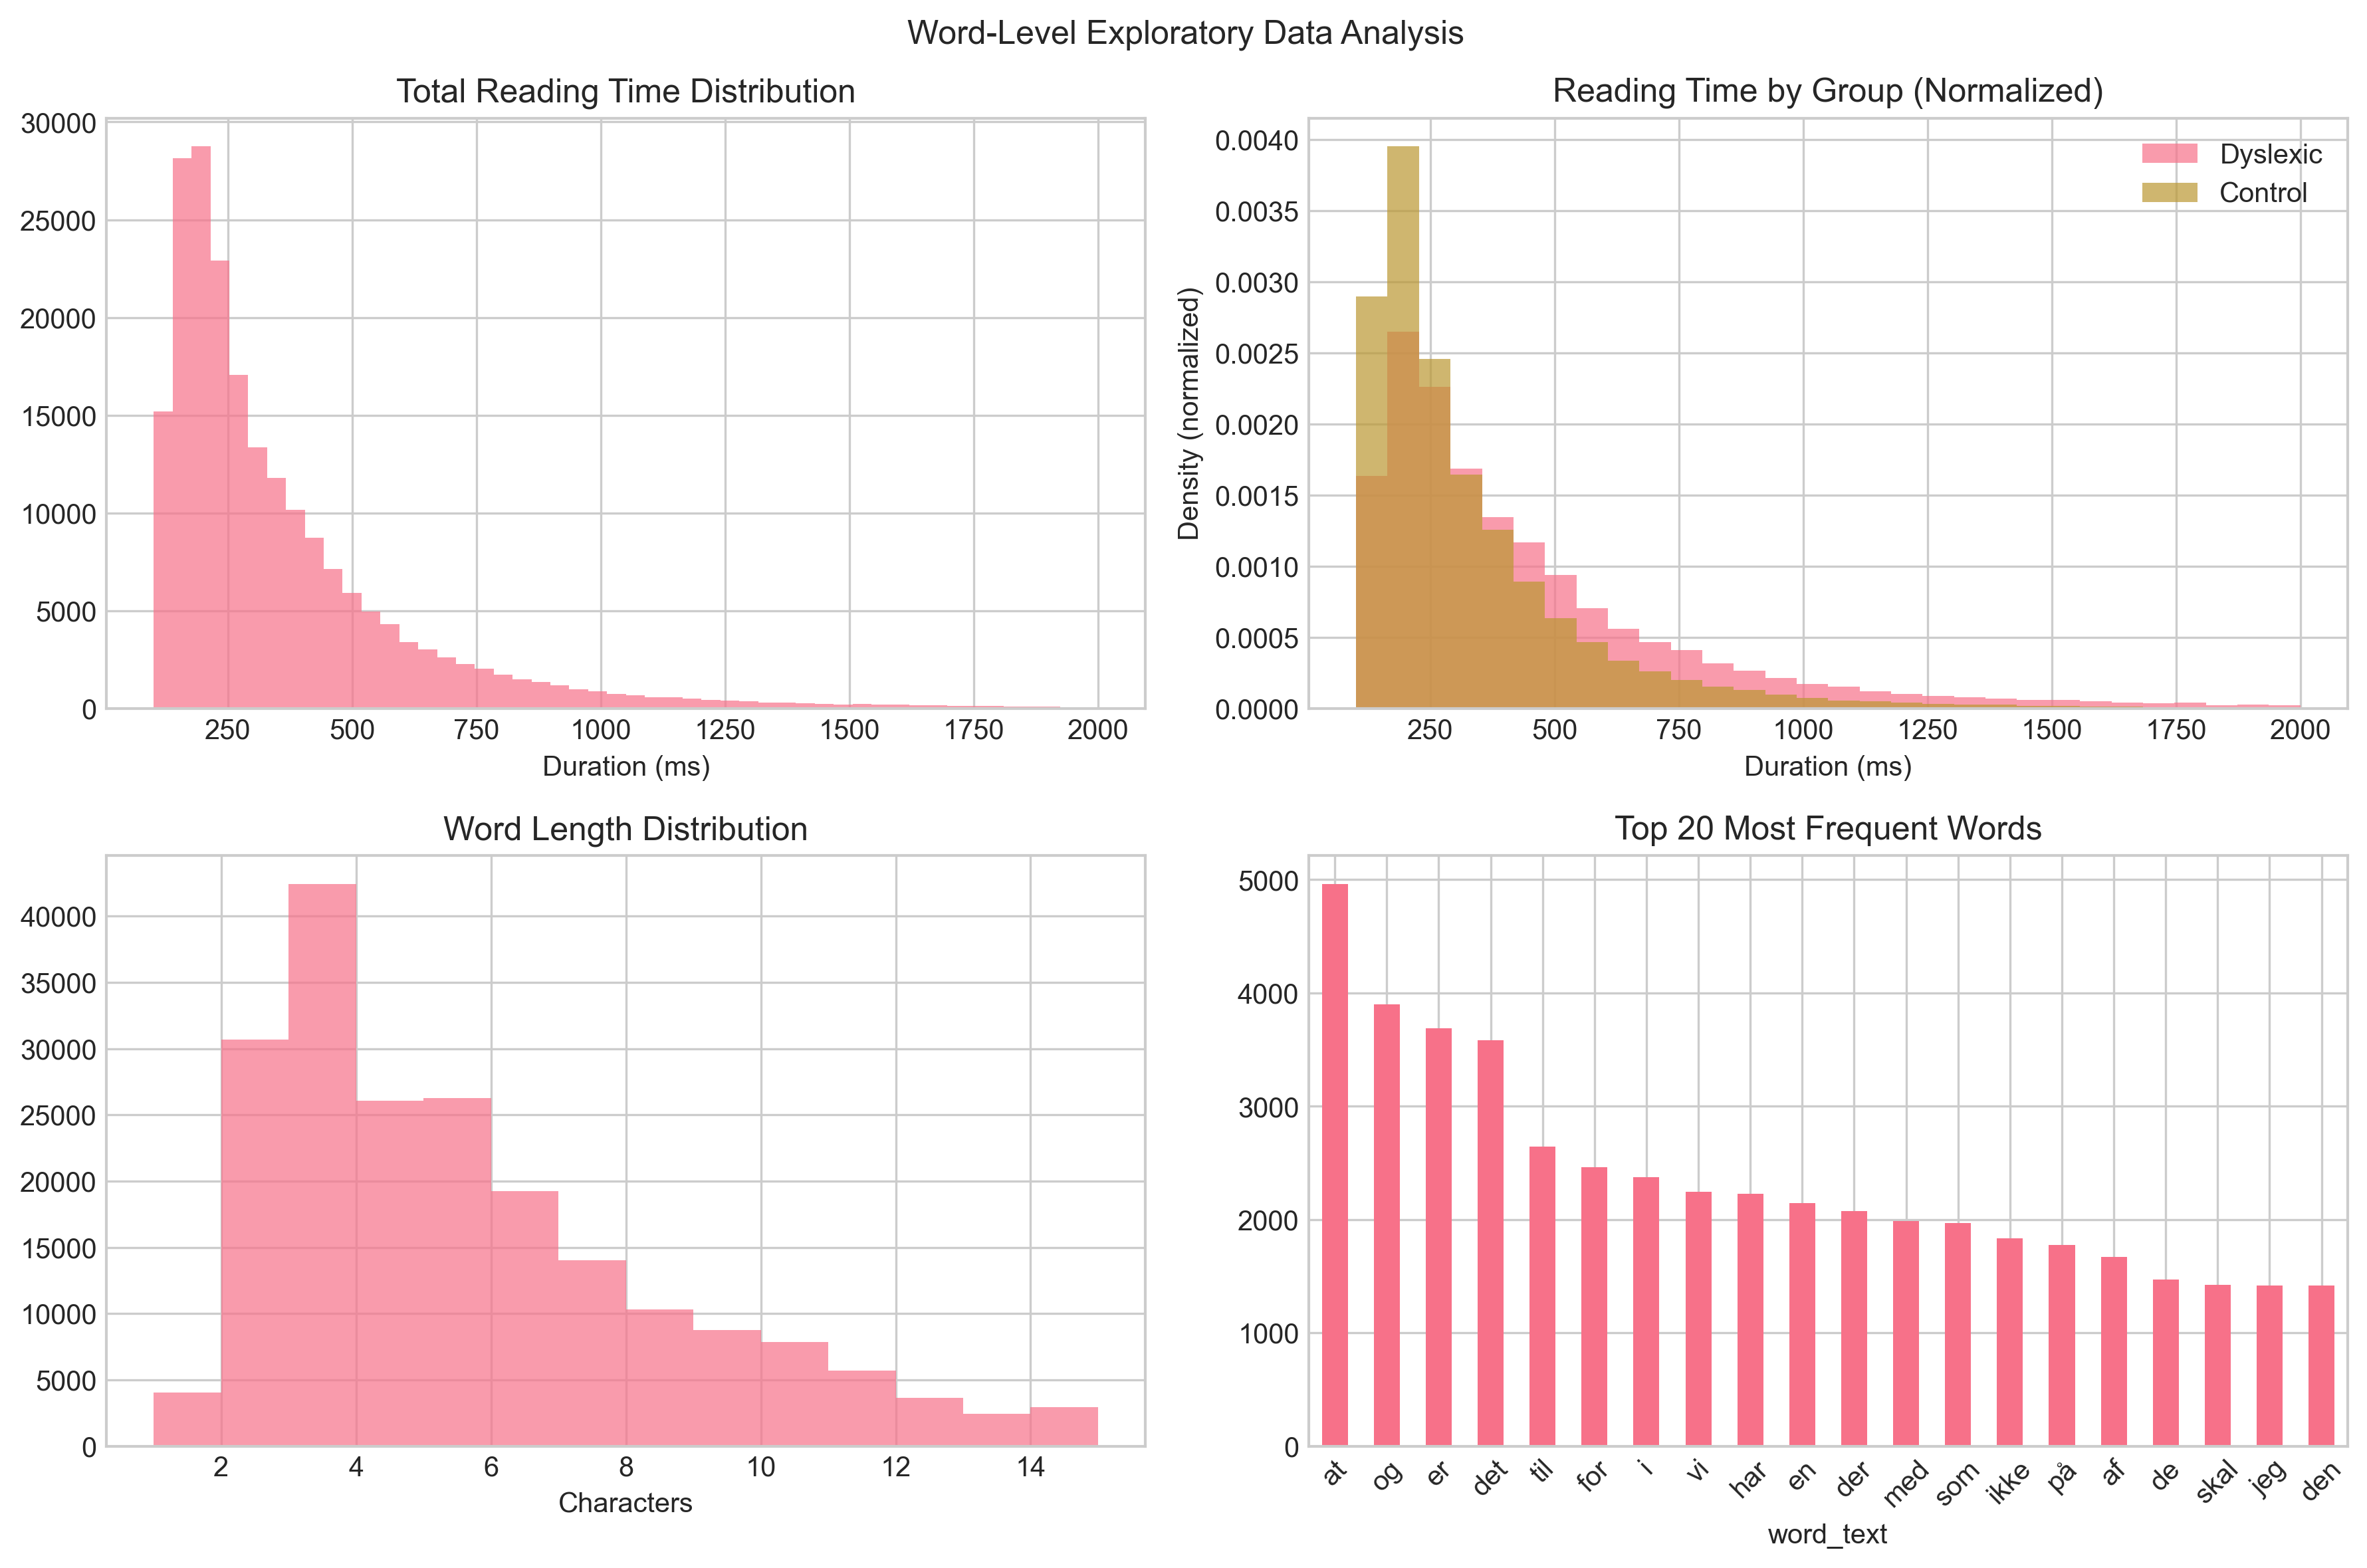 Word-Level Exploratory Data Analysis
Total Reading Time Distribution
30000
25000
20000
15000
10000
5000
0
250 500 750 1000 1250 1500 1750 2000
Duration (ms)
Reading Time by Group (Normalized)
Dyslexic
Control
Density (normalized)
0.0040
0.0035
0.0030
0.0025
0.0020
0.0015
0.0010
0.0005
0.0000
250 500 750 1000 1250 1500 1750 2000
Duration (ms)
Word Length Distribution
40000
35000
30000
25000
20000
15000
10000
5000
0
2 4 6 8 10 12 14
Characters
Top 20 Most Frequent Words
5000
4000
3000
2000
1000
0
at og er det til for i vi har en der med som ikke på af de skal jeg den
word_text